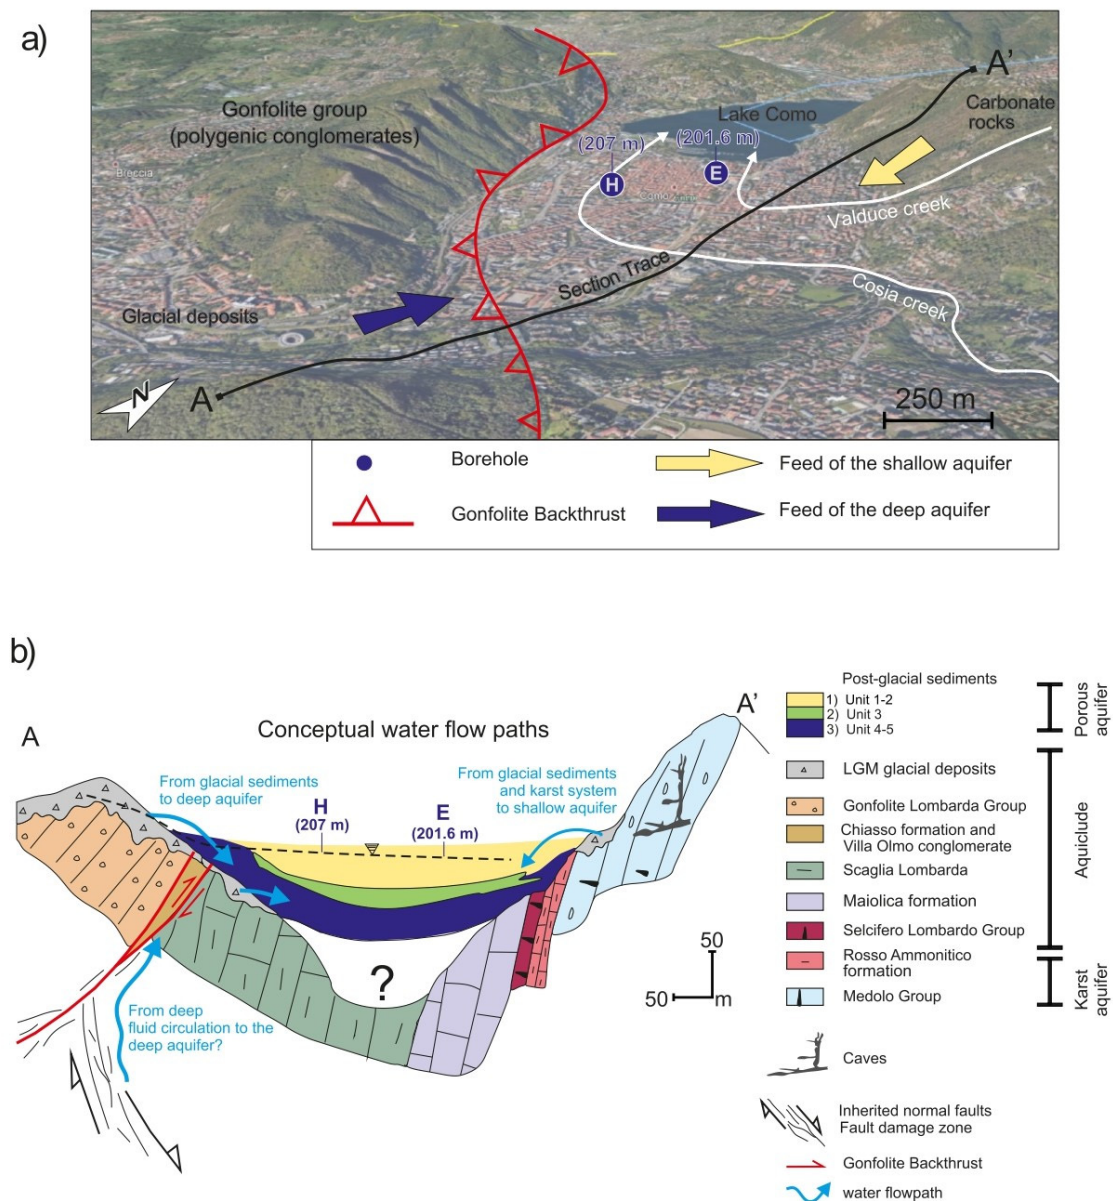 a)
A'
Gonfolite group
(polygenic conglomerates)
Lake Como
Carbonate
rocks
(207 m)
(201.6 m)
Breccia
H
E
Como
Valduce creek
Section Trace
Cosia creek
Glacial deposits
N
A
250 m
Borehole
Feed of the shallow aquifer
Gonfolite Backthrust
Feed of the deep aquifer
b)
A
Conceptual water flow paths
A'
From glacial sediments
to deep aquifer
From glacial sediments
and karst system
to shallow aquifer
H
(207 m)
E
(201.6 m)
?
From deep
fluid circulation to the
deep aquifer?
50
50 m
Post-glacial sediments
1) Unit 1-2
2) Unit 3
3) Unit 4-5
Porous
aquifer
LGM glacial deposits
Gonfolite Lombarda Group
Chiasso formation and
Villa Olmo conglomerate
Scaglia Lombarda
Maiolica formation
Selcifero Lombardo Group
Aquiclude
Rosso Ammonitico
formation
Medolo Group
Karst
aquifer
Caves
Inherited normal faults
Fault damage zone
Gonfolite Backthrust
water flowpath